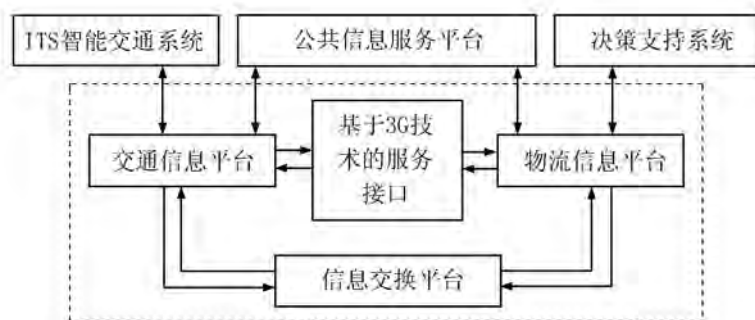 ITS智能交通系统
公共信息服务平台
决策支持系统
交通信息平台
基于3G技
术的服务
接口
物流信息平台
信息交换平台